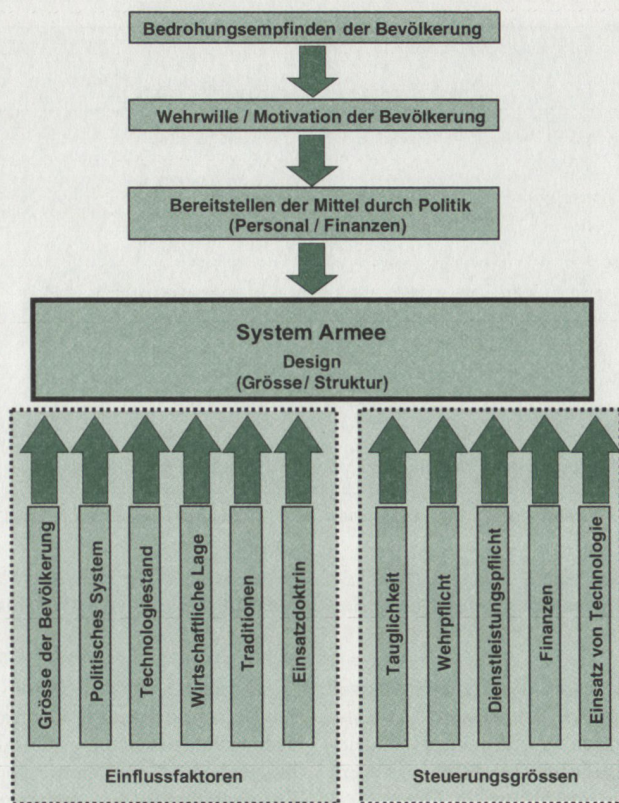 Bedrohungsempfinden der Bevölkerung
Wehrwille / Motivation der Bevölkerung
Bereitstellen der Mittel durch Politik
(Personal / Finanzen)
System Armee
Design
(Grösse/ Struktur)
Grösse der Bevölkerung
Politisches System
Technologiestand
Wirtschaftliche Lage
Traditionen
Einsatzdoktrin
Einflussfaktoren
Tauglichkeit
Wehrpflicht
Dienstleistungspflicht
Finanzen
Einsatz von Technologie
Steuerungsgrössen